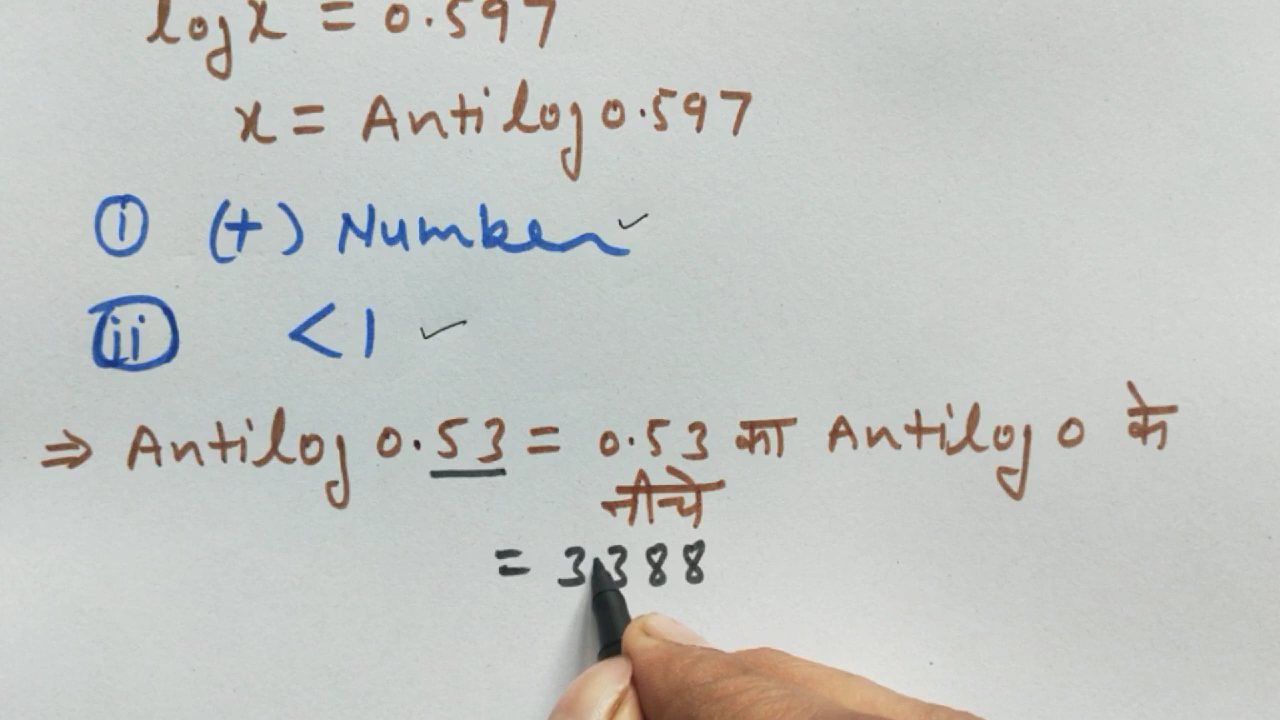 log x = 0.597
x = Antilog 0.597
(i) (+) Number ✓
(ii) < 1 ✓
⇒ Antilog 0.53 = 0.53 का Antilog 0 के
नीचे
= 3388